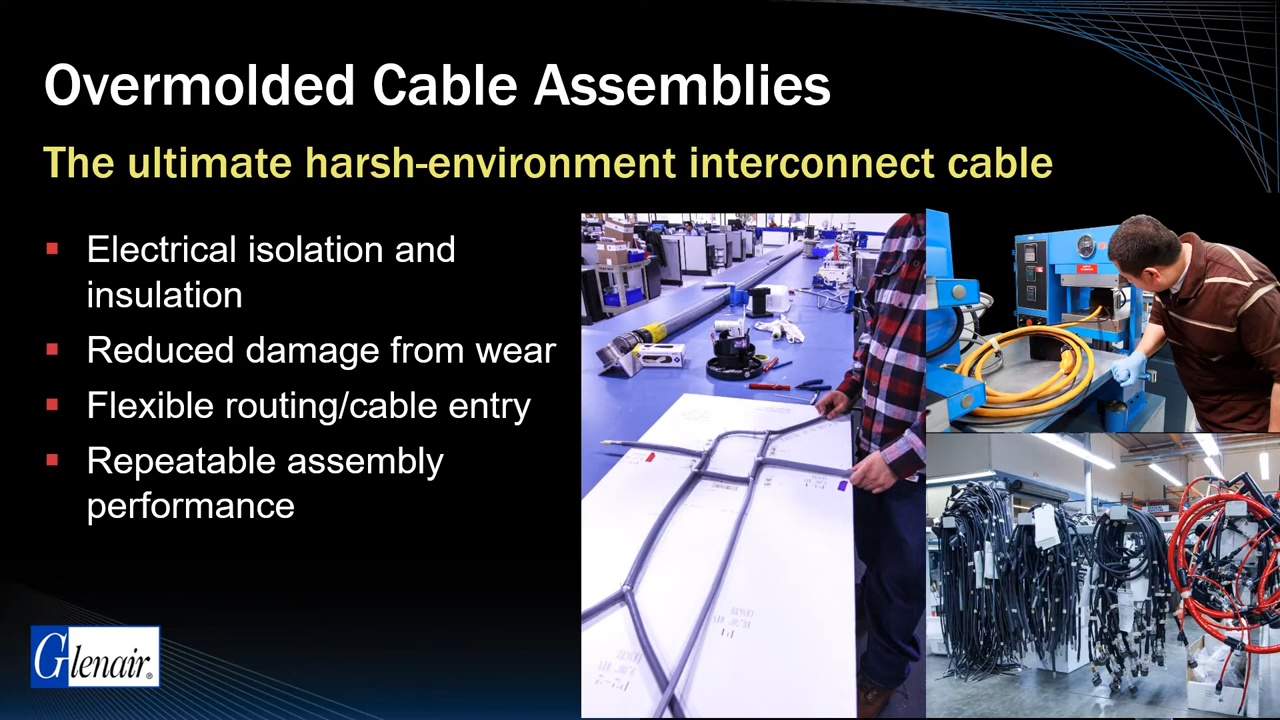 Overmolded Cable Assemblies
The ultimate harsh-environment interconnect cable
▪ Electrical isolation and
insulation
▪ Reduced damage from wear
▪ Flexible routing/cable entry
▪ Repeatable assembly
performance
Glenair®